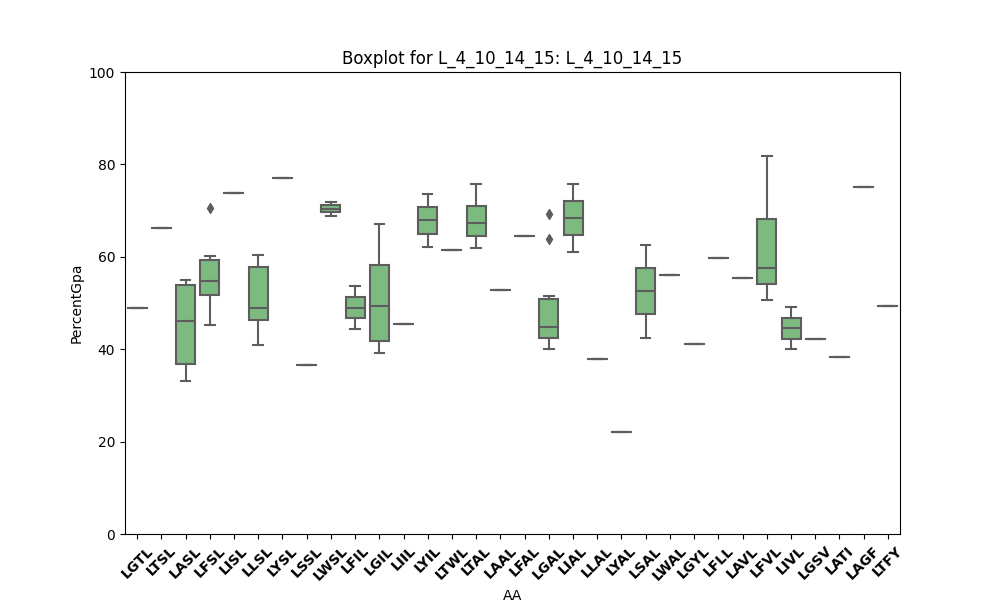 Boxplot for L_4_10_14_15: L_4_10_14_15
PercentGpa
100
80
60
40
20
0
LGTL
LTSL
LASL
LFSL
LISL
LLSL
LYSL
LSSL
LWSL
LFIL
LGIL
LIIL
LYIL
LTWL
LTAL
LAAL
LFAL
LGAL
LIAL
LLAL
LYAL
LSAL
LWAL
LGYL
LFLL
LAVL
LFVL
LIVL
LGSV
LATI
LAGF
LTFY
AA